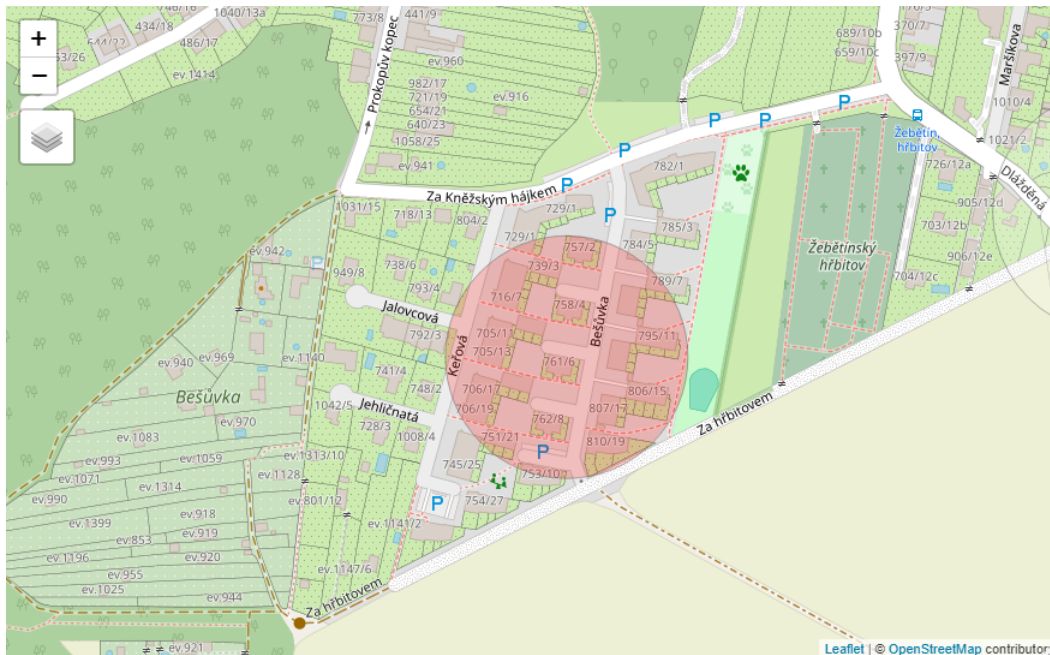 +
−
773/8
441/9
1040/13a
434/18
486/17
ev.1414
ev.960
982/17
721/19
654/21
640/23
1058/25
ev.916
ev.941
Prokopův kopec
689/10b
659/10c
370/7
397/9
Maršíkova
1010/4
1021/2
P
P
P
P
P
P
Žebětín,
hřbitov
Dlážděná
726/12a
905/12d
703/12b
906/12e
704/12c
Za Kněžským hájkem
782/1
1031/15
718/13
804/2
729/1
729/1
785/3
784/5
757/2
739/3
789/7
Žebětínský
hřbitov
ev.942
P
949/8
738/6
793/4
716/7
758/4
Bešůvka
Jalovcová
792/3
Keřová
705/11
705/13
795/11
761/6
ev.1140
ev.969
ev.940
Bešůvka
741/4
748/2
706/17
706/19
806/15
807/17
1042/5
Jehličnatá
728/3
1008/4
762/8
751/21
810/19
Za hřbitovem
ev.970
ev.1083
ev.993
ev.1059
ev.1071
ev.1314
ev.990
1313/10
ev.1128
745/25
P
753/10
754/27
P
ev.801/12
ev.1141/2
ev.918
ev.1399
ev.919
ev.853
ev.1196
ev.920
ev.955
ev.1025
ev.944
ev.1147/6
Za hřbitovem
ev.921
Leaflet | © OpenStreetMap contributor